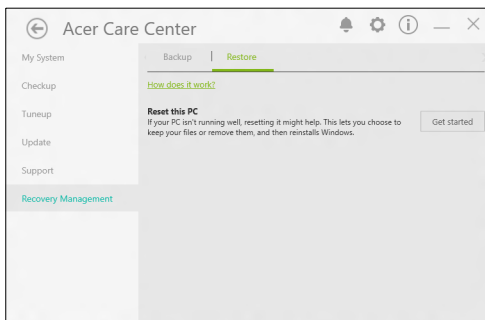 Acer Care Center
My System
Checkup
Tuneup
Update
Support
Recovery Management
Backup
Restore
How does it work?
Reset this PC
If your PC isn't running well, resetting it might help. This lets you choose to
keep your files or remove them, and then reinstalls Windows.
Get started